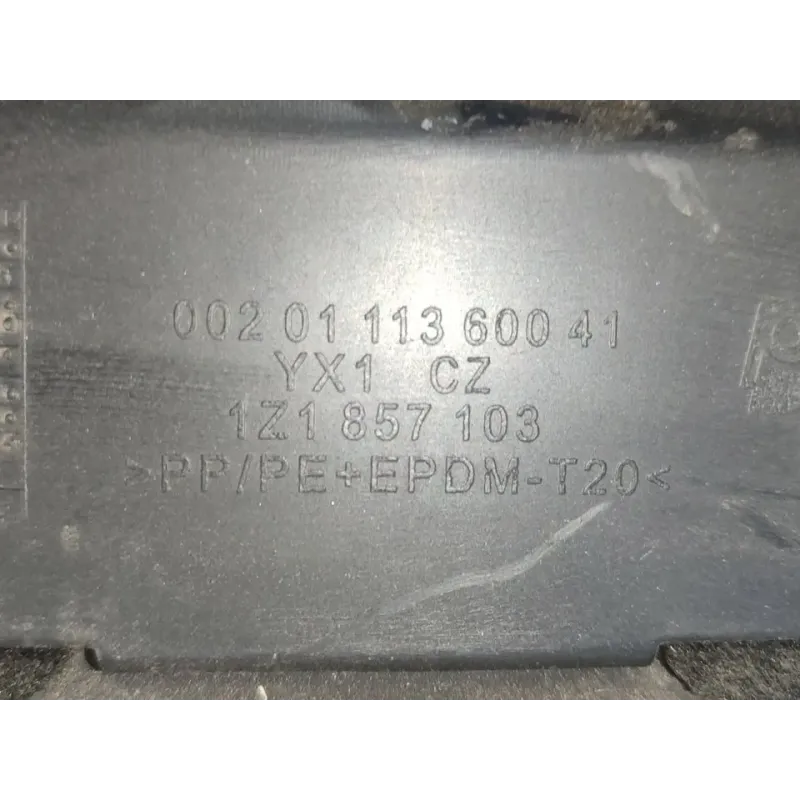 002 01 113 600 41
YX1 CZ
1Z1 857 103
>PP/PE+EPDM-T20<